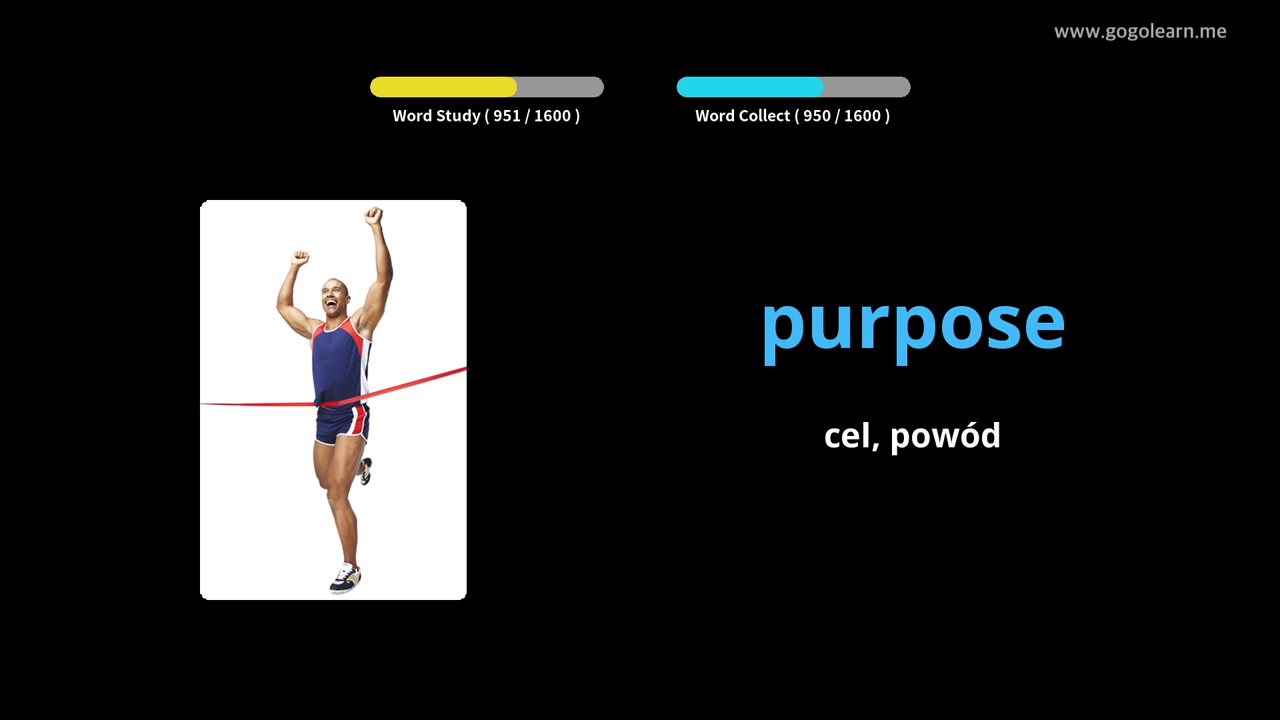 www.gogolearn.me
Word Study ( 951 / 1600 )
Word Collect ( 950 / 1600 )
purpose
cel, powód